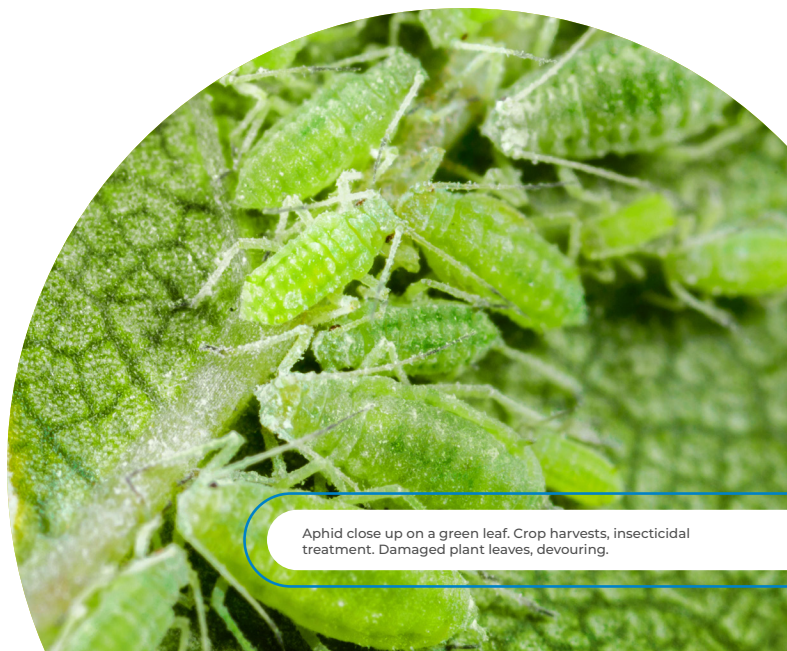 Aphid close up on a green leaf. Crop harvests, insecticidal
treatment. Damaged plant leaves, devouring.